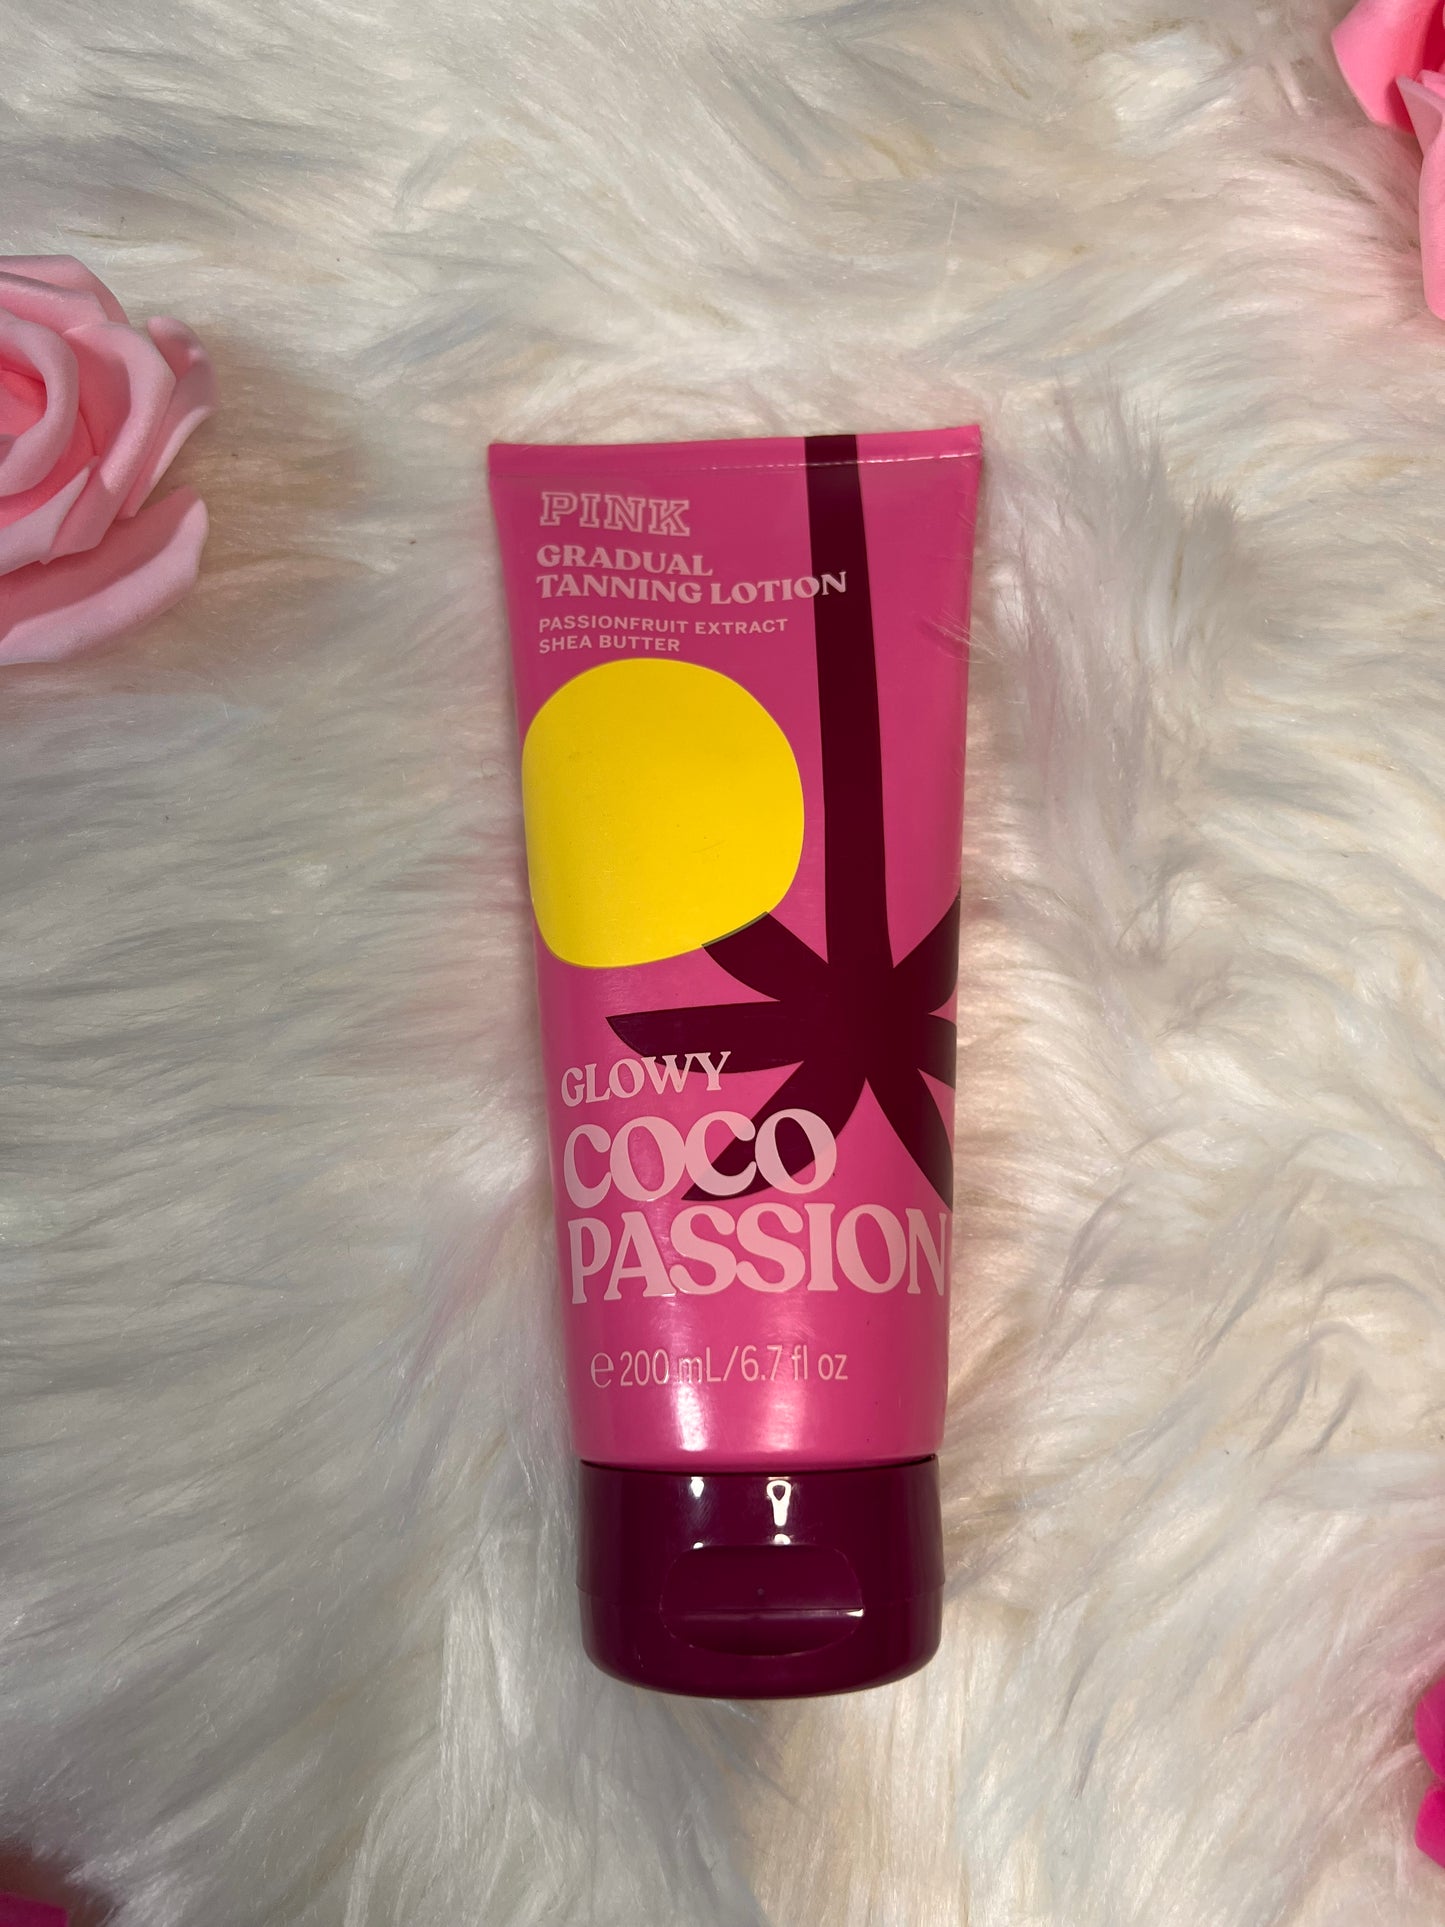 PINK
GRADUAL
TANNING LOTION
PASSIONFRUIT EXTRACT
SHEA BUTTER
GLOWY
COCO
PASSION
℮ 200 mL/6.7 fl oz